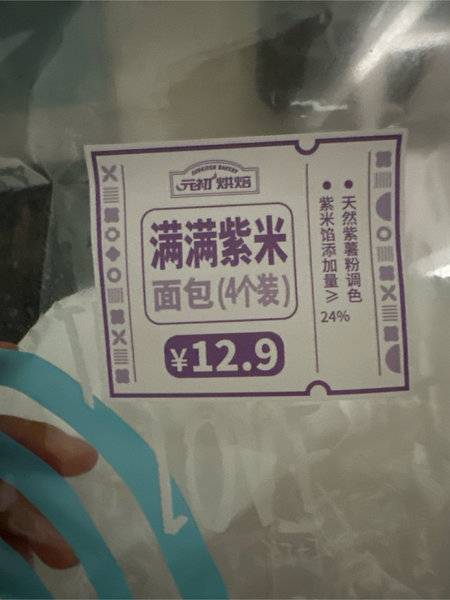 元初烘焙
满满紫米
面包(4个装)
¥12.9
天然紫薯粉调色
紫米馅添加量≥24%
LOVE